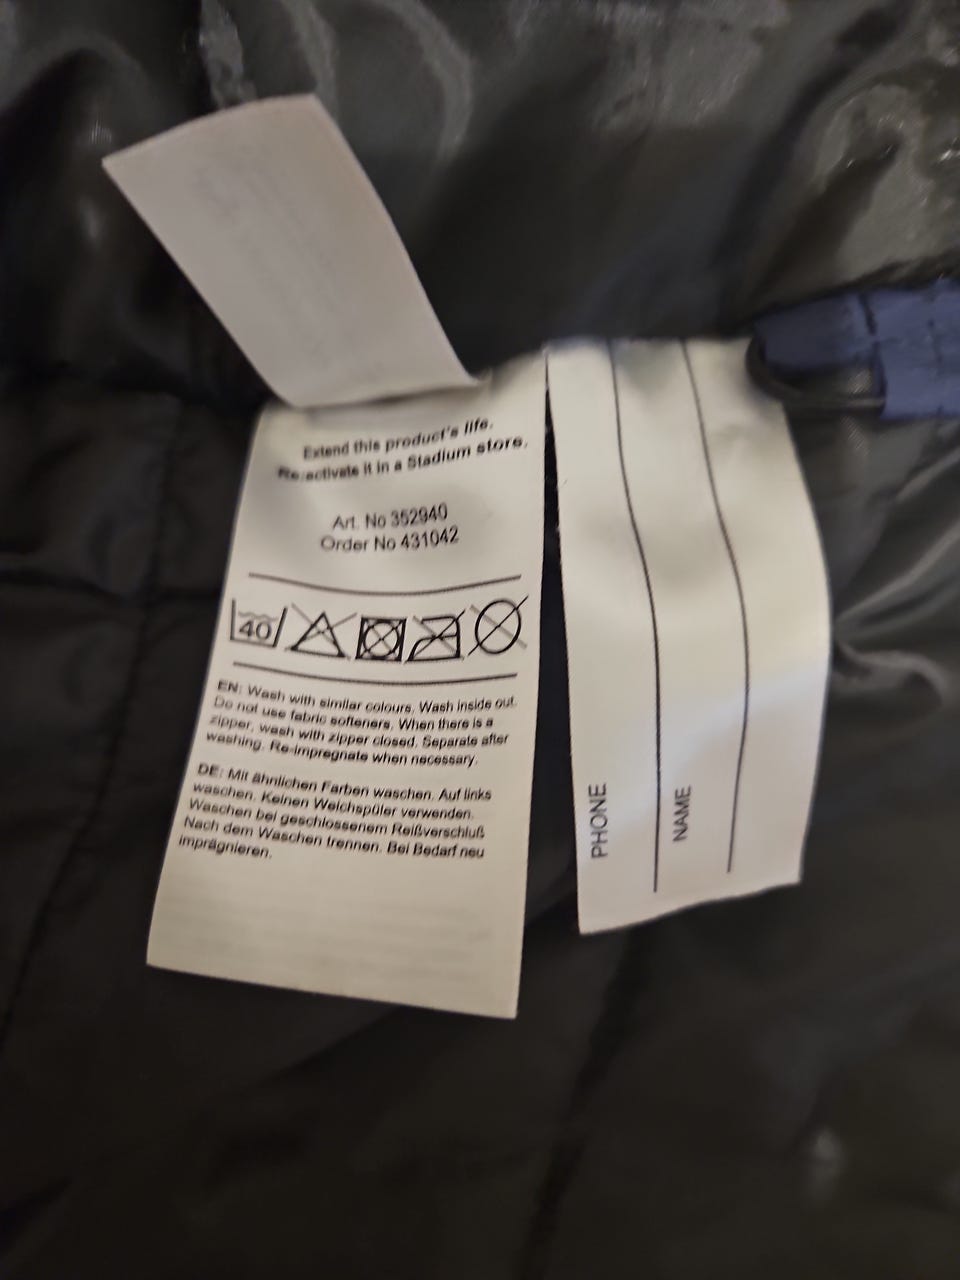 Extend this product's life.
Re:activate it in a Stadium store.
Art. No 352940
Order No 431042
40
EN: Wash with similar colours. Wash inside out.
Do not use fabric softeners. When there is a
zipper, wash with zipper closed. Separate after
washing. Re-impregnate when necessary.
DE: Mit ähnlichen Farben waschen. Auf links
waschen. Keinen Weichspüler verwenden.
Waschen bei geschlossenem Reißverschluß
Nach dem Waschen trennen. Bei Bedarf neu
imprägnieren.
PHONE
NAME